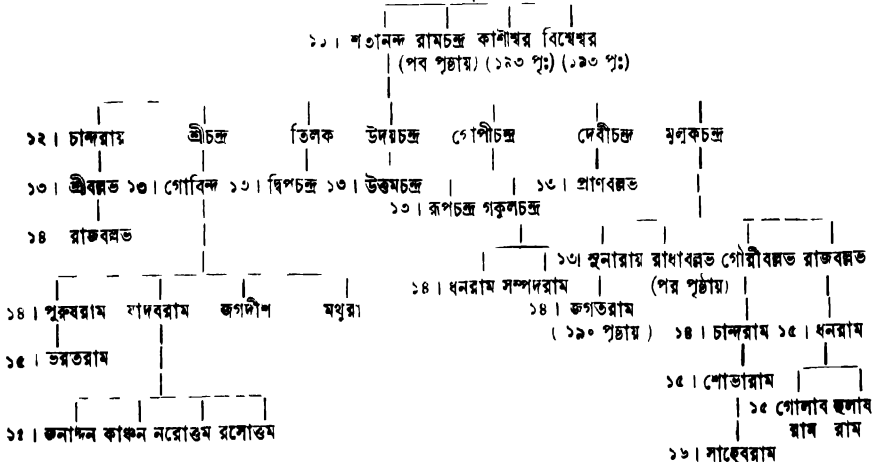 ১১। শতানন্দ রামচন্দ্র কাশীশ্বর বিশ্বেশ্বর
(পর পৃষ্ঠায়) (১৯৩ পৃঃ) (১৯৩ পৃঃ)
১২। চান্দরায় শ্রীচন্দ্র তিলক উদয়চন্দ্র গোপীচন্দ্র দেবীচন্দ্র মুলুকচন্দ্র
১৩। শ্রীবল্লভ ১৩। গোবিন্দ ১৩। দ্বিপচন্দ্র ১৩। উত্তমচন্দ্র ১৩। প্রাণবল্লভ
১৩। রূপচন্দ্র গকুলচন্দ্র
১৪ রাজবল্লভ
১৩। সুনারায় রাধাবল্লভ গৌরীবল্লভ রাজবল্লভ
১৪। ধনরাম সম্পদরাম (পর পৃষ্ঠায়)
১৪। পুরুষরাম যাদবরাম জগদীশ মথুরা
১৪। জগতরাম
(১৯০ পৃষ্ঠায়) ১৪। চান্দরাম ১৫। ধনরাম
১৫। ভরতরাম
১৫। শোভারাম
১৫ গোলাব দুলাব
রাম রাম
১৫। জনার্দ্দন কাঞ্চন নরোত্তম রসোত্তম
১৬। সাহেবরাম